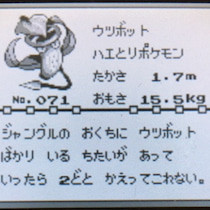 ウツボット
ハエとりポケモン
たかさ 1.7m
No.071 おもさ 15.5kg
ジャングルの おくちに ウツボット
ばかり いる ちたいが あって
いったら 2どと かえってこれない。